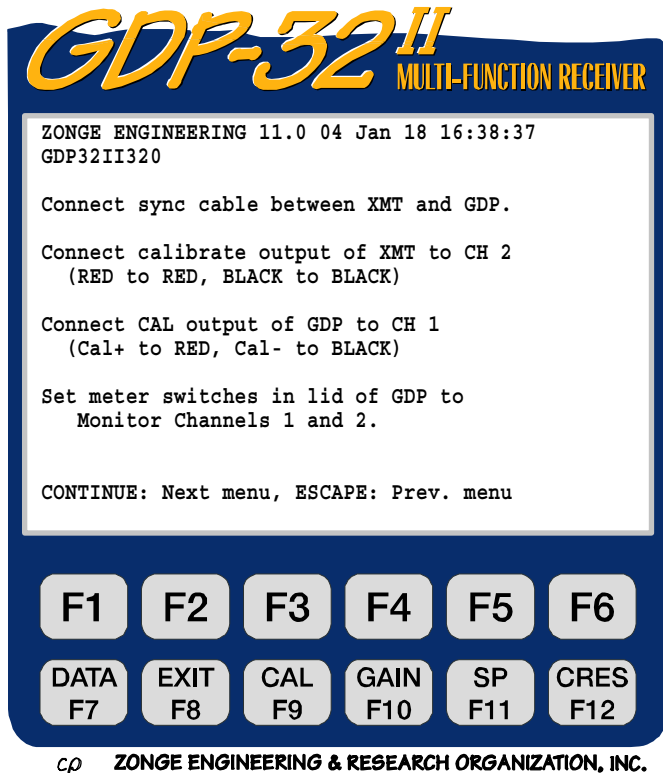 GDP-32 II
MULTI-FUNCTION RECEIVER
ZONGE ENGINEERING 11.0 04 Jan 18 16:38:37
GDP32II320
Connect sync cable between XMT and GDP.
Connect calibrate output of XMT to CH 2
(RED to RED, BLACK to BLACK)
Connect CAL output of GDP to CH 1
(Cal+ to RED, Cal- to BLACK)
Set meter switches in lid of GDP to
Monitor Channels 1 and 2.
CONTINUE: Next menu, ESCAPE: Prev. menu
F1 F2 F3 F4 F5 F6
DATA EXIT CAL GAIN SP CRES
F7 F8 F9 F10 F11 F12
ZONGE ENGINEERING & RESEARCH ORGANIZATION, INC.